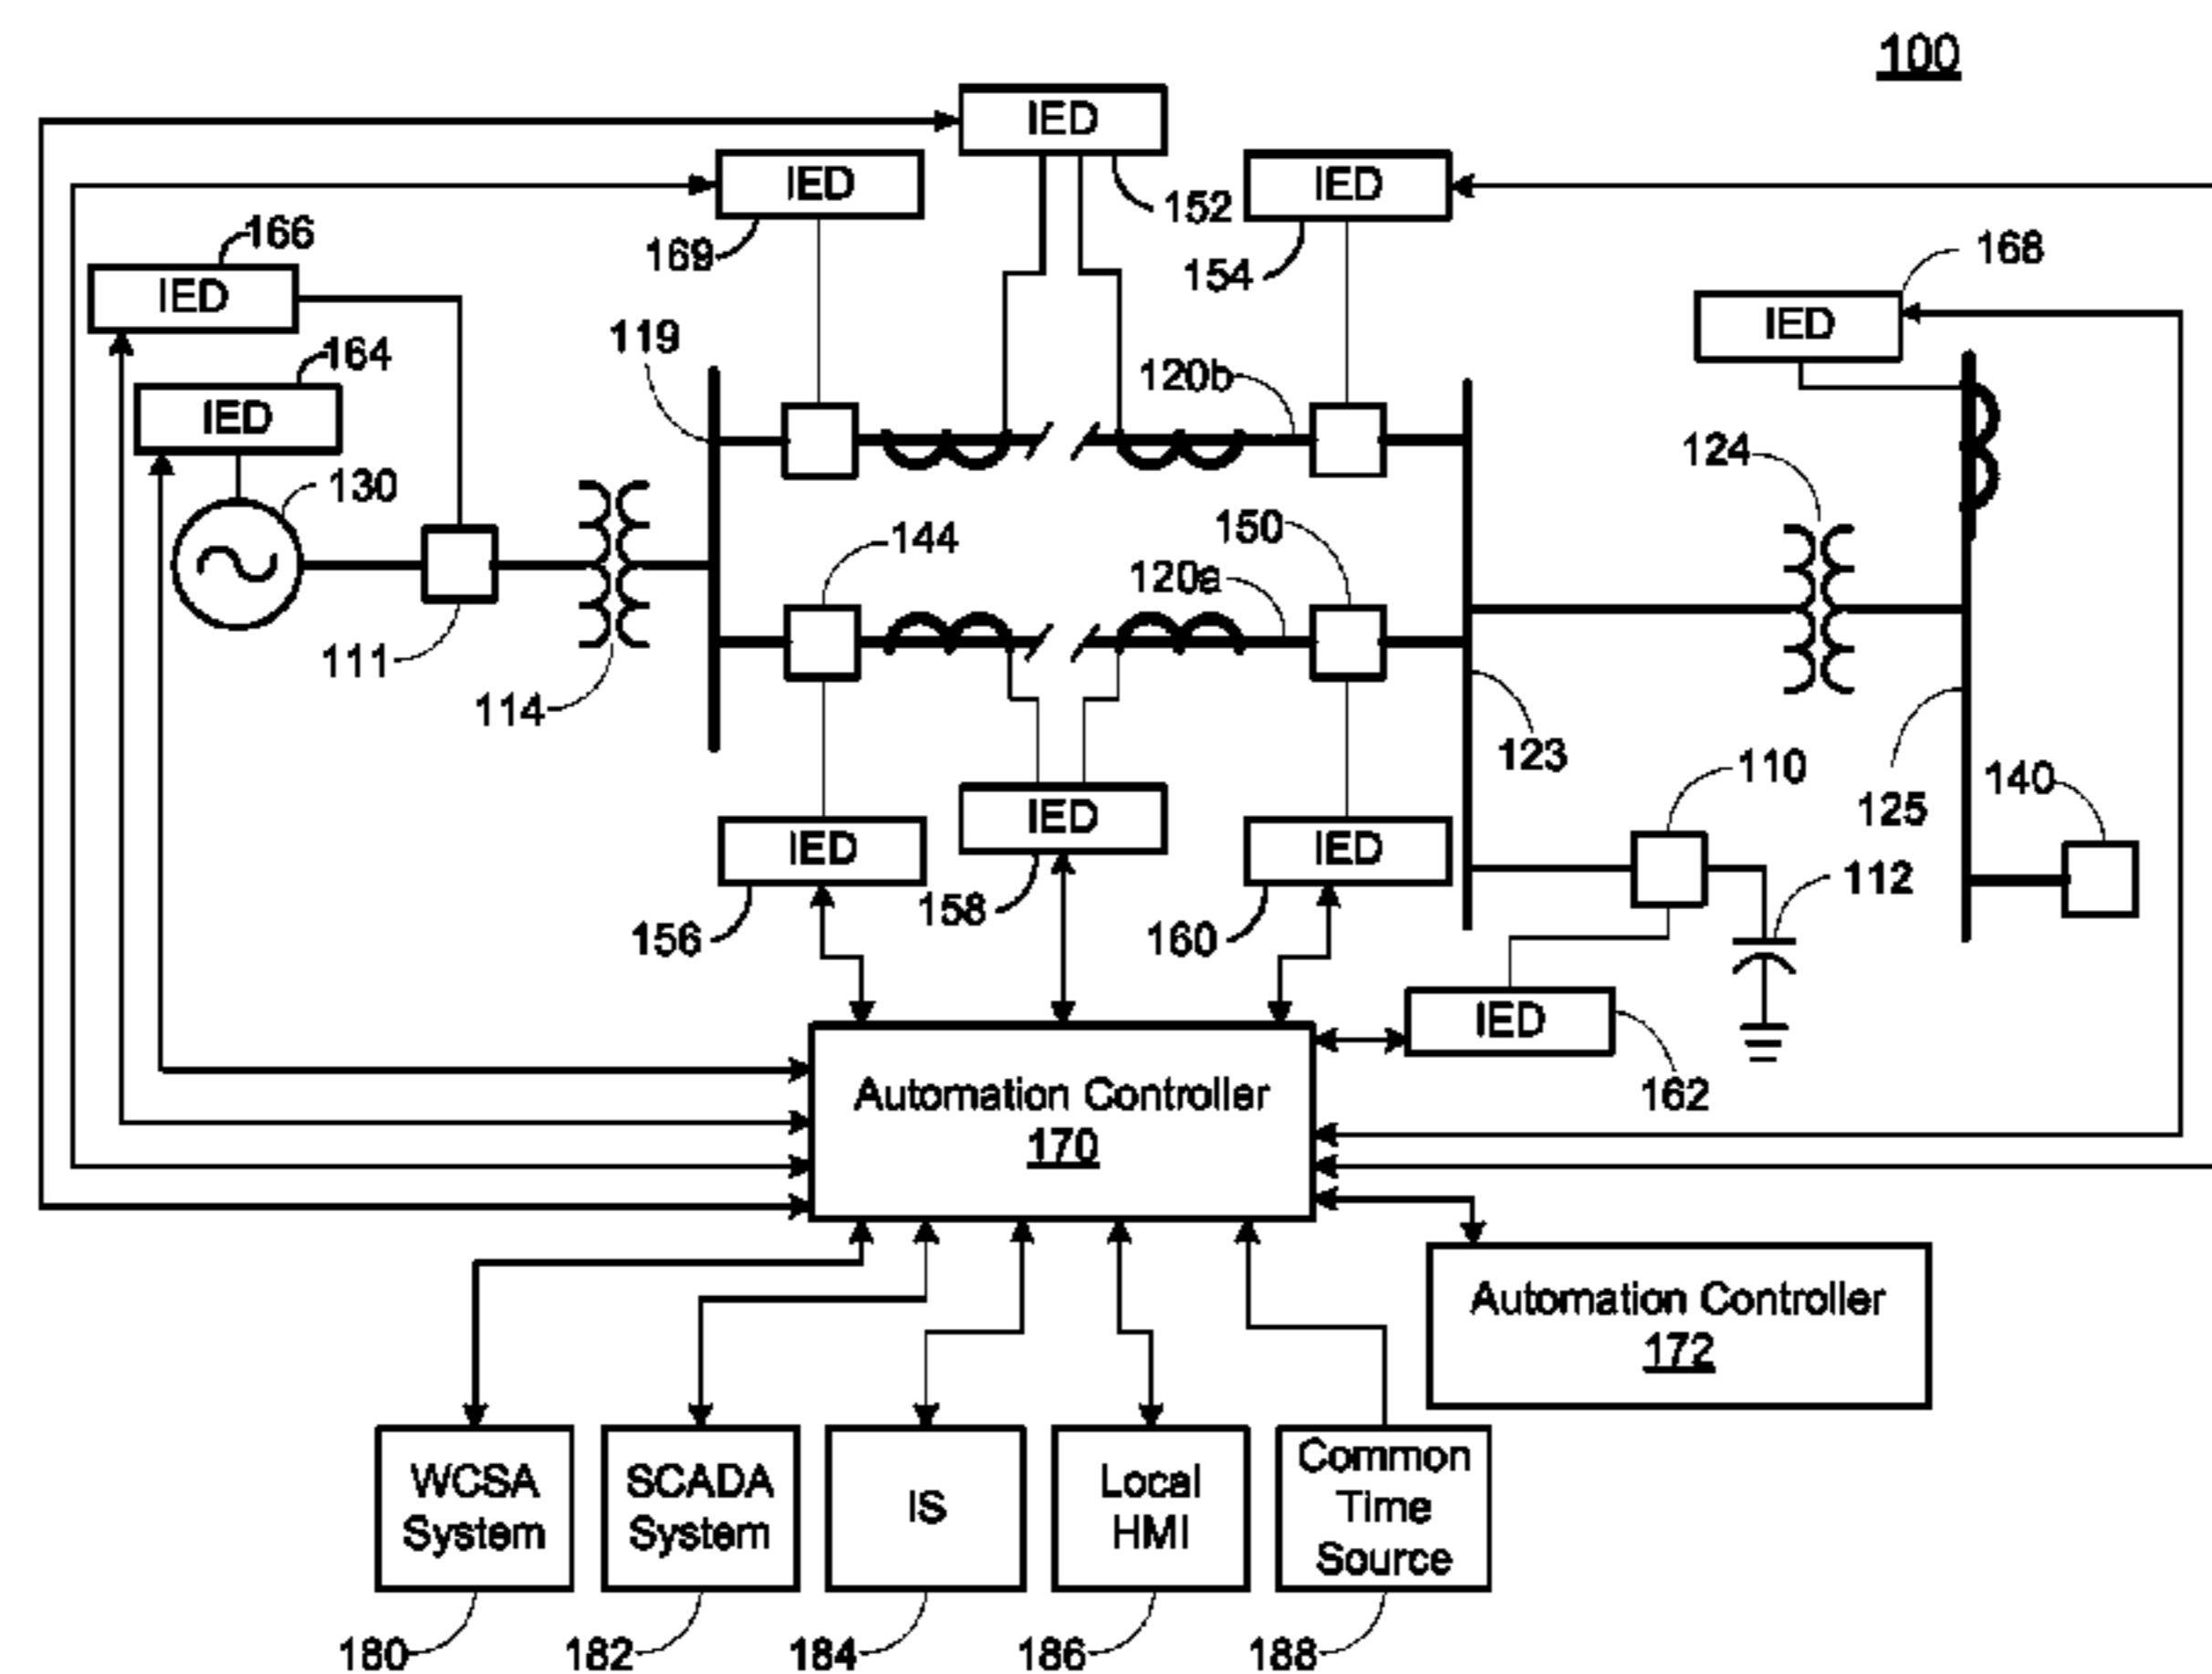 100
IED
152
IED
169
IED
154
166
IED
168
IED
164
IED
119
120b
130
124
144
150
120a
111
114
123
110
140
125
IED
IED
IED
112
156
158
160
IED
162
Automation Controller
170
Automation Controller
172
WCSA
System
SCADA
System
IS
Local
HMI
Common
Time
Source
180
182
184
186
188